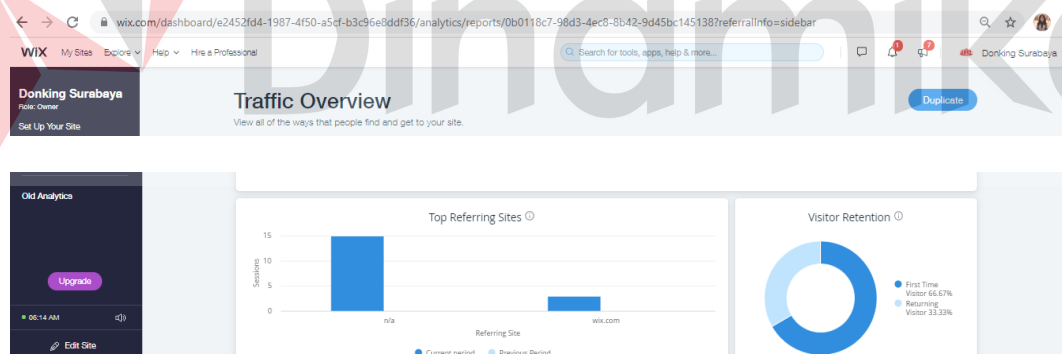 wix.com/dashboard/e2452fd4-1987-4f50-a5cf-b3c96e8ddf36/analytics/reports/0b0118c7-98d3-4ec8-8b42-9d45bc145138?referralInfo=sidebar
WIX My Sites Explore Help Hire a Professional Search for tools, apps, help & more... Donking Surabaya
Dinamika
Donking Surabaya
Role: Owner
Set Up Your Site
Traffic Overview
View all of the ways that people find and get to your site.
Duplicate
Old Analytics
Upgrade
06:14 AM
Edit Site
Top Referring Sites
Sessions
15
10
5
0
n/a wix.com
Referring Site
Current period Previous Period
Visitor Retention
First Time
Visitor 66.67%
Returning
Visitor 33.33%